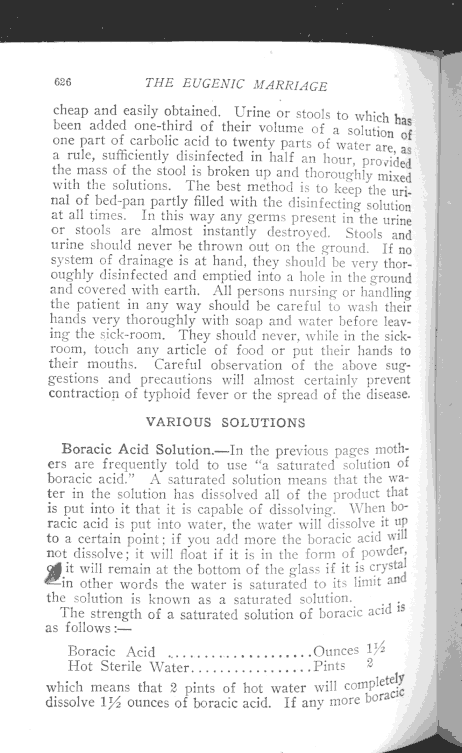 626 THE EUGENIC MARRIAGE
cheap and easily obtained. Urine or stools to which has
been added one-third of their volume of a solution of
one part of carbolic acid to twenty parts of water are, as
a rule, sufficiently disinfected in half an hour, provided
the mass of the stool is broken up and thoroughly mixed
with the solutions. The best method is to keep the uri-
nal of bed-pan partly filled with the disinfecting solution
at all times. In this way any germs present in the urine
or stools are almost instantly destroyed. Stools and
urine should never be thrown out on the ground. If no
system of drainage is at hand, they should be very thor-
oughly disinfected and emptied into a hole in the ground
and covered with earth. All persons nursing or handling
the patient in any way should be careful to wash their
hands very thoroughly with soap and water before leav-
ing the sick-room. They should never, while in the sick-
room, touch any article of food or put their hands to
their mouths. Careful observation of the above sug-
gestions and precautions will almost certainly prevent
contraction of typhoid fever or the spread of the disease.
VARIOUS SOLUTIONS
Boracic Acid Solution.—In the previous pages moth-
ers are frequently told to use "a saturated solution of
boracic acid." A saturated solution means that the wa-
ter in the solution has dissolved all of the product that
is put into it that it is capable of dissolving. When bo-
racic acid is put into water, the water will dissolve it up
to a certain point; if you add more the boracic acid will
not dissolve; it will float if it is in the form of powder,
it will remain at the bottom of the glass if it is crystal
—in other words the water is saturated to its limit and
the solution is known as a saturated solution.
The strength of a saturated solution of boracic acid is
as follows:—
Boracic Acid ....................Ounces 1½
Hot Sterile Water.................Pints 2
which means that 2 pints of hot water will completely
dissolve 1½ ounces of boracic acid. If any more boracic